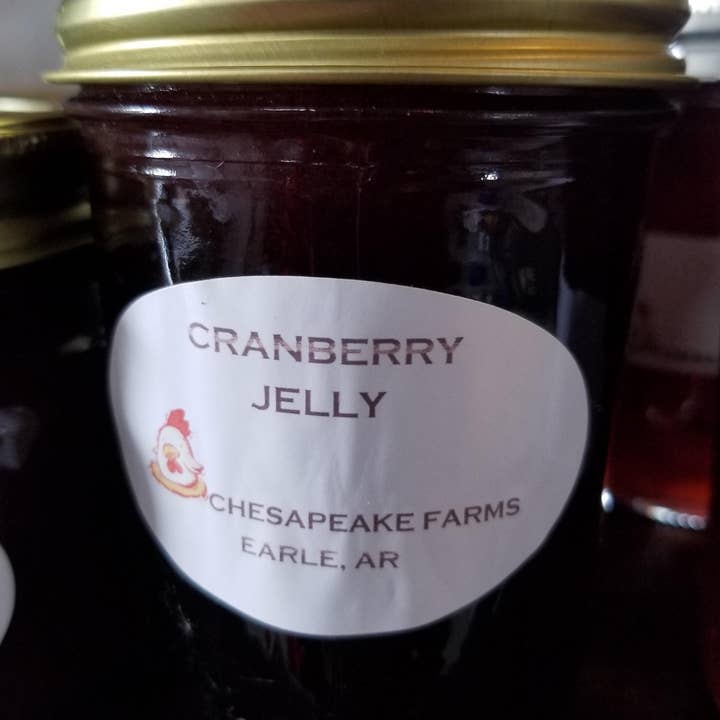 CRANBERRY
JELLY
CHESAPEAKE FARMS
EARLE, AR